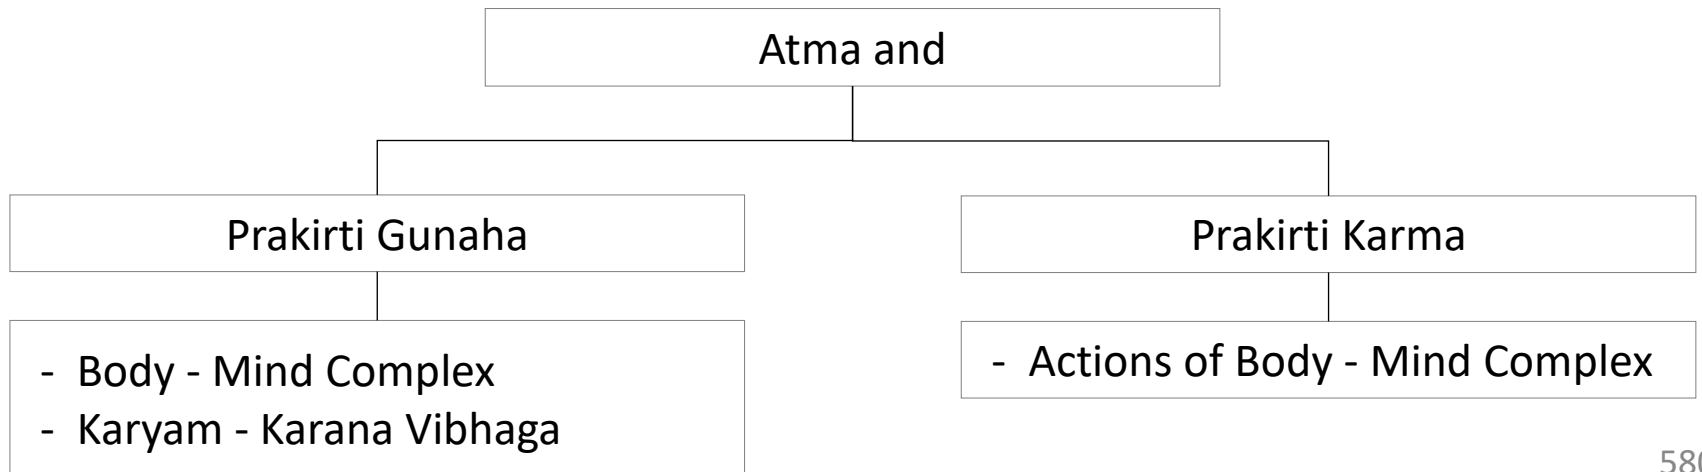 Atma and
Prakirti Gunaha
Prakirti Karma
- Body - Mind Complex
- Karyam - Karana Vibhaga
- Actions of Body - Mind Complex